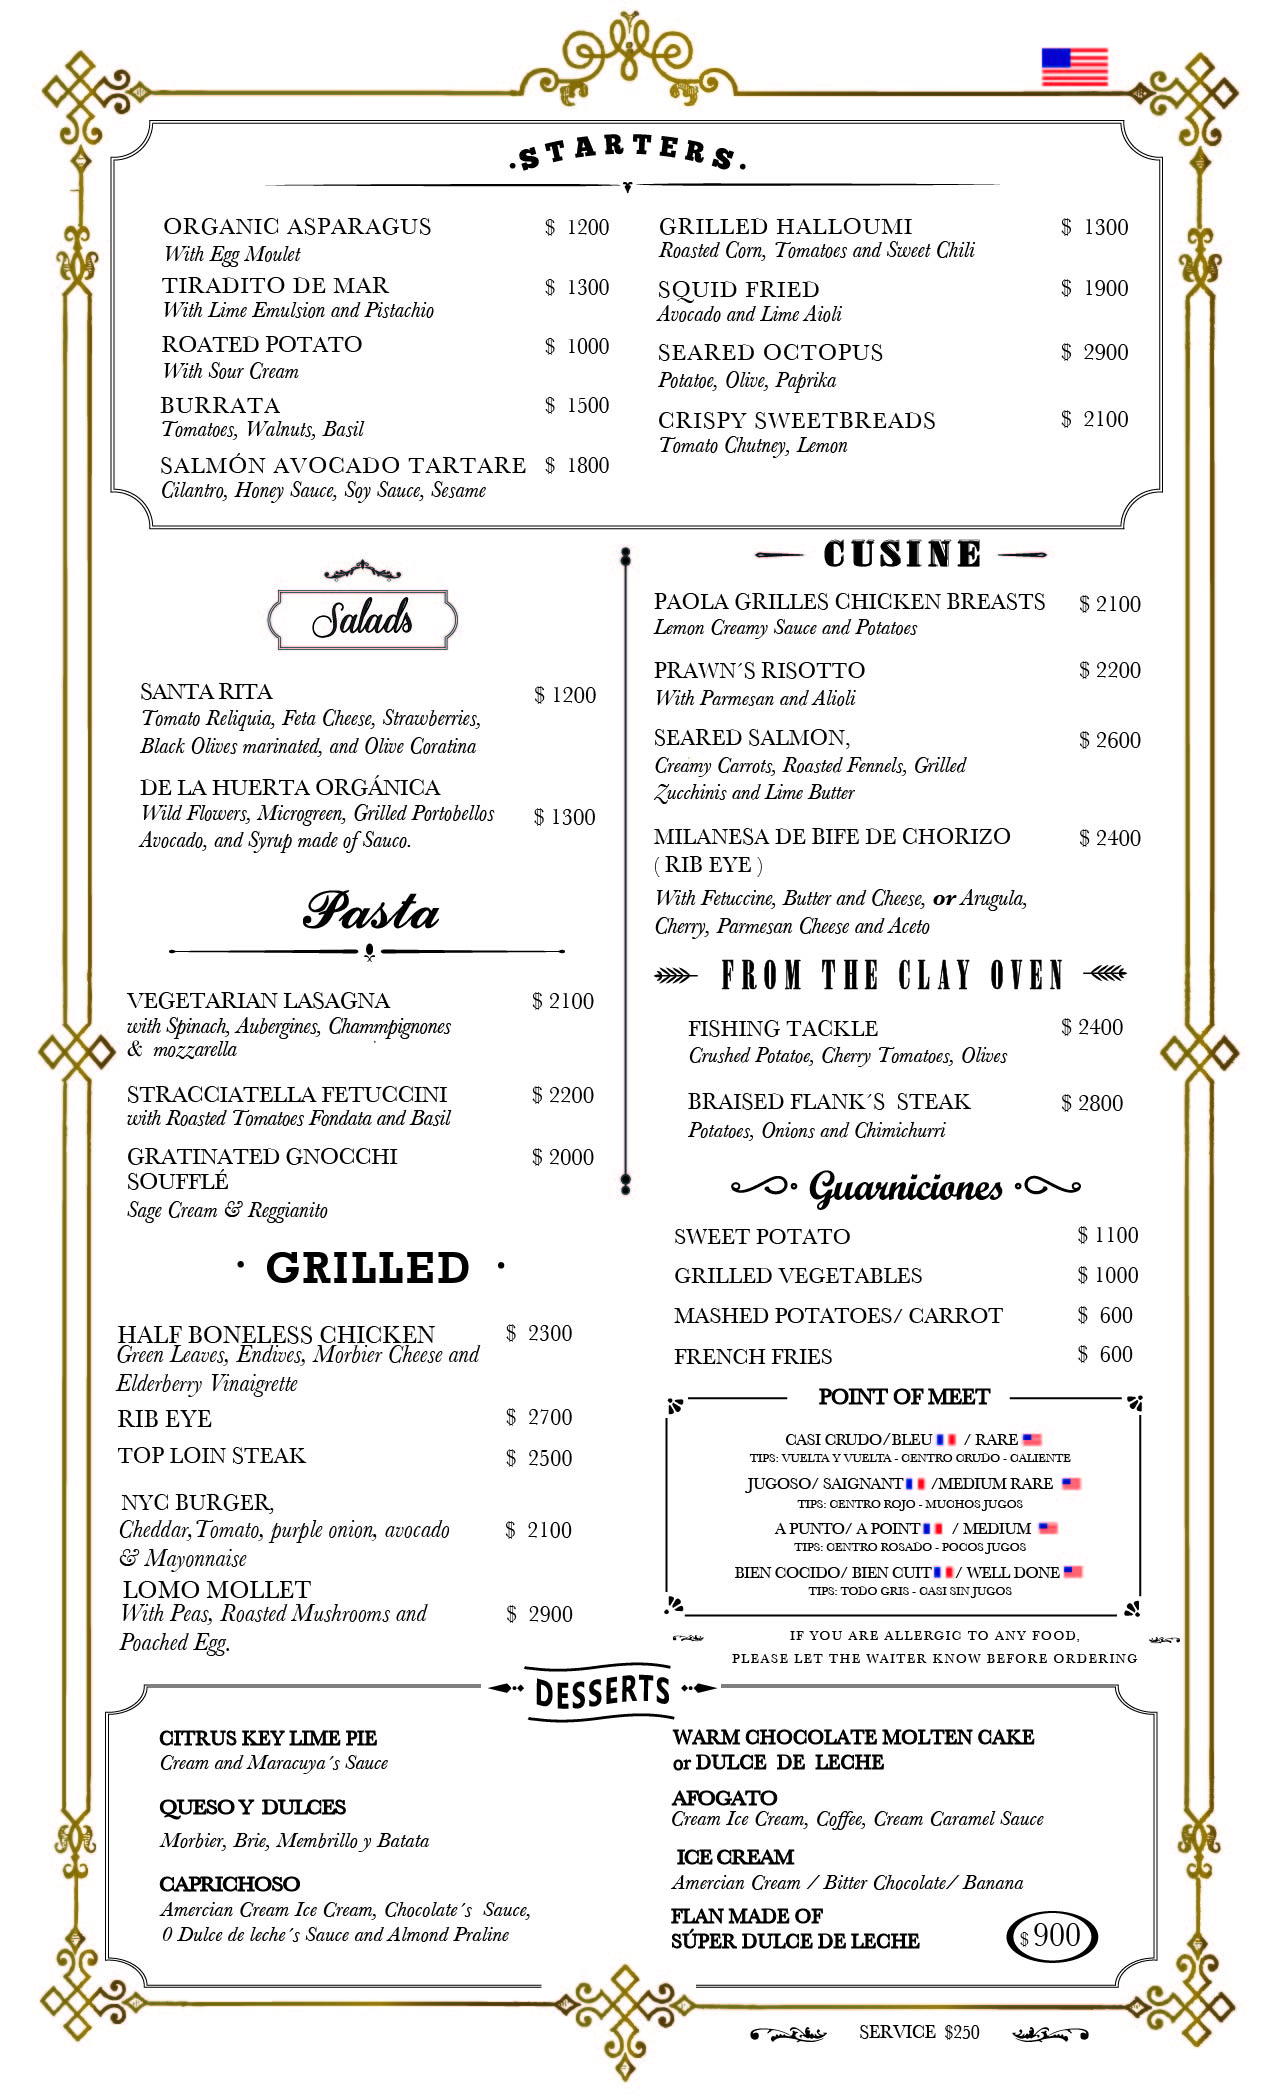 .STARTERS.
ORGANIC ASPARAGUS $ 1200
With Egg Moulet
TIRADITO DE MAR $ 1300
With Lime Emulsion and Pistachio
ROATED POTATO $ 1000
With Sour Cream
BURRATA $ 1500
Tomatoes, Walnuts, Basil
SALMÓN AVOCADO TARTARE $ 1800
Cilantro, Honey Sauce, Soy Sauce, Sesame
GRILLED HALLOUMI $ 1300
Roasted Corn, Tomatoes and Sweet Chili
SQUID FRIED $ 1900
Avocado and Lime Aioli
SEARED OCTOPUS $ 2900
Potatoe, Olive, Paprika
CRISPY SWEETBREADS $ 2100
Tomato Chutney, Lemon
Salads
SANTA RITA $ 1200
Tomato Reliquia, Feta Cheese, Strawberries,
Black Olives marinated, and Olive Coratina
DE LA HUERTA ORGÁNICA
Wild Flowers, Microgreen, Grilled Portobellos $ 1300
Avocado, and Syrup made of Sauco.
Pasta
VEGETARIAN LASAGNA $ 2100
with Spinach, Aubergines, Chammpignones
& mozzarella
STRACCIATELLA FETUCCINI $ 2200
with Roasted Tomatoes Fondata and Basil
GRATINATED GNOCCHI $ 2000
SOUFFLÉ
Sage Cream & Reggianito
· GRILLED ·
HALF BONELESS CHICKEN $ 2300
Green Leaves, Endives, Morbier Cheese and
Elderberry Vinaigrette
RIB EYE $ 2700
TOP LOIN STEAK $ 2500
NYC BURGER,
Cheddar,Tomato, purple onion, avocado $ 2100
& Mayonnaise
LOMO MOLLET
With Peas, Roasted Mushrooms and $ 2900
Poached Egg.
CUSINE
PAOLA GRILLES CHICKEN BREASTS $ 2100
Lemon Creamy Sauce and Potatoes
PRAWN´S RISOTTO $ 2200
With Parmesan and Alioli
SEARED SALMON, $ 2600
Creamy Carrots, Roasted Fennels, Grilled
Zucchinis and Lime Butter
MILANESA DE BIFE DE CHORIZO $ 2400
( RIB EYE )
With Fetuccine, Butter and Cheese, or Arugula,
Cherry, Parmesan Cheese and Aceto
FROM THE CLAY OVEN
FISHING TACKLE $ 2400
Crushed Potatoe, Cherry Tomatoes, Olives
BRAISED FLANK´S STEAK $ 2800
Potatoes, Onions and Chimichurri
Guarniciones
SWEET POTATO $ 1100
GRILLED VEGETABLES $ 1000
MASHED POTATOES/ CARROT $ 600
FRENCH FRIES $ 600
POINT OF MEET
CASI CRUDO/BLEU / RARE
TIPS: VUELTA Y VUELTA - CENTRO CRUDO - CALIENTE
JUGOSO/ SAIGNANT /MEDIUM RARE
TIPS: CENTRO ROJO - MUCHOS JUGOS
A PUNTO/ A POINT / MEDIUM
TIPS: CENTRO ROSADO - POCOS JUGOS
BIEN COCIDO/ BIEN CUIT / WELL DONE
TIPS: TODO GRIS - CASI SIN JUGOS
IF YOU ARE ALLERGIC TO ANY FOOD,
PLEASE LET THE WAITER KNOW BEFORE ORDERING
DESSERTS
CITRUS KEY LIME PIE
Cream and Maracuya´s Sauce
QUESO Y DULCES
Morbier, Brie, Membrillo y Batata
CAPRICHOSO
Amercian Cream Ice Cream, Chocolate´s Sauce,
0 Dulce de leche´s Sauce and Almond Praline
WARM CHOCOLATE MOLTEN CAKE
or DULCE DE LECHE
AFOGATO
Cream Ice Cream, Coffee, Cream Caramel Sauce
ICE CREAM
Amercian Cream / Bitter Chocolate/ Banana
FLAN MADE OF
SÚPER DULCE DE LECHE
$ 900
SERVICE $250